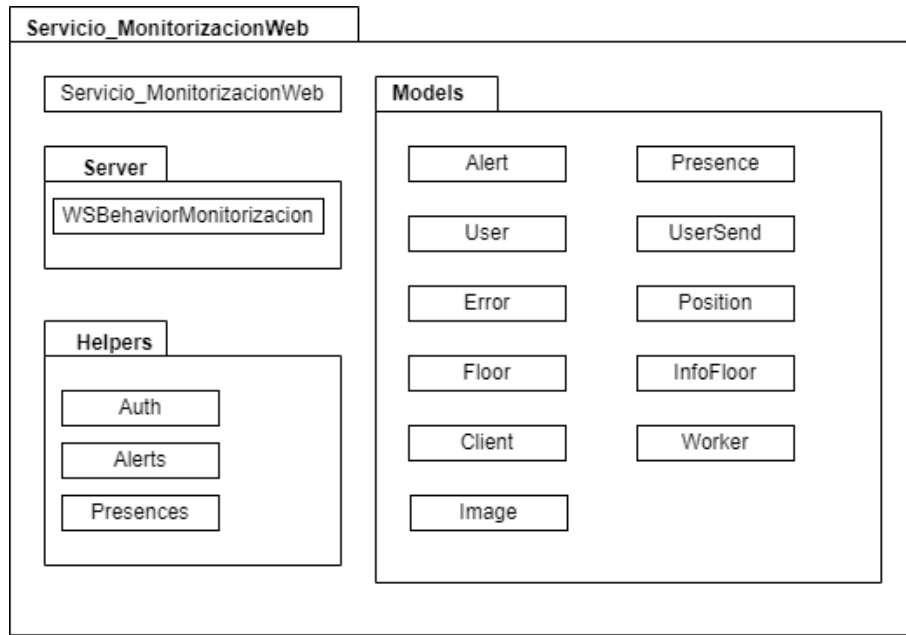 Servicio_MonitorizacionWeb
Servicio_MonitorizacionWeb
Server
WSBehaviorMonitorizacion
Helpers
Auth
Alerts
Presences
Models
Alert
Presence
User
UserSend
Error
Position
Floor
InfoFloor
Client
Worker
Image